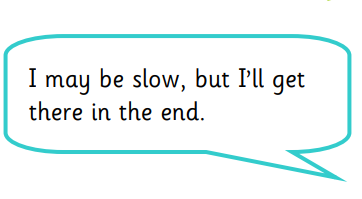 I may be slow, but I’ll get
there in the end.